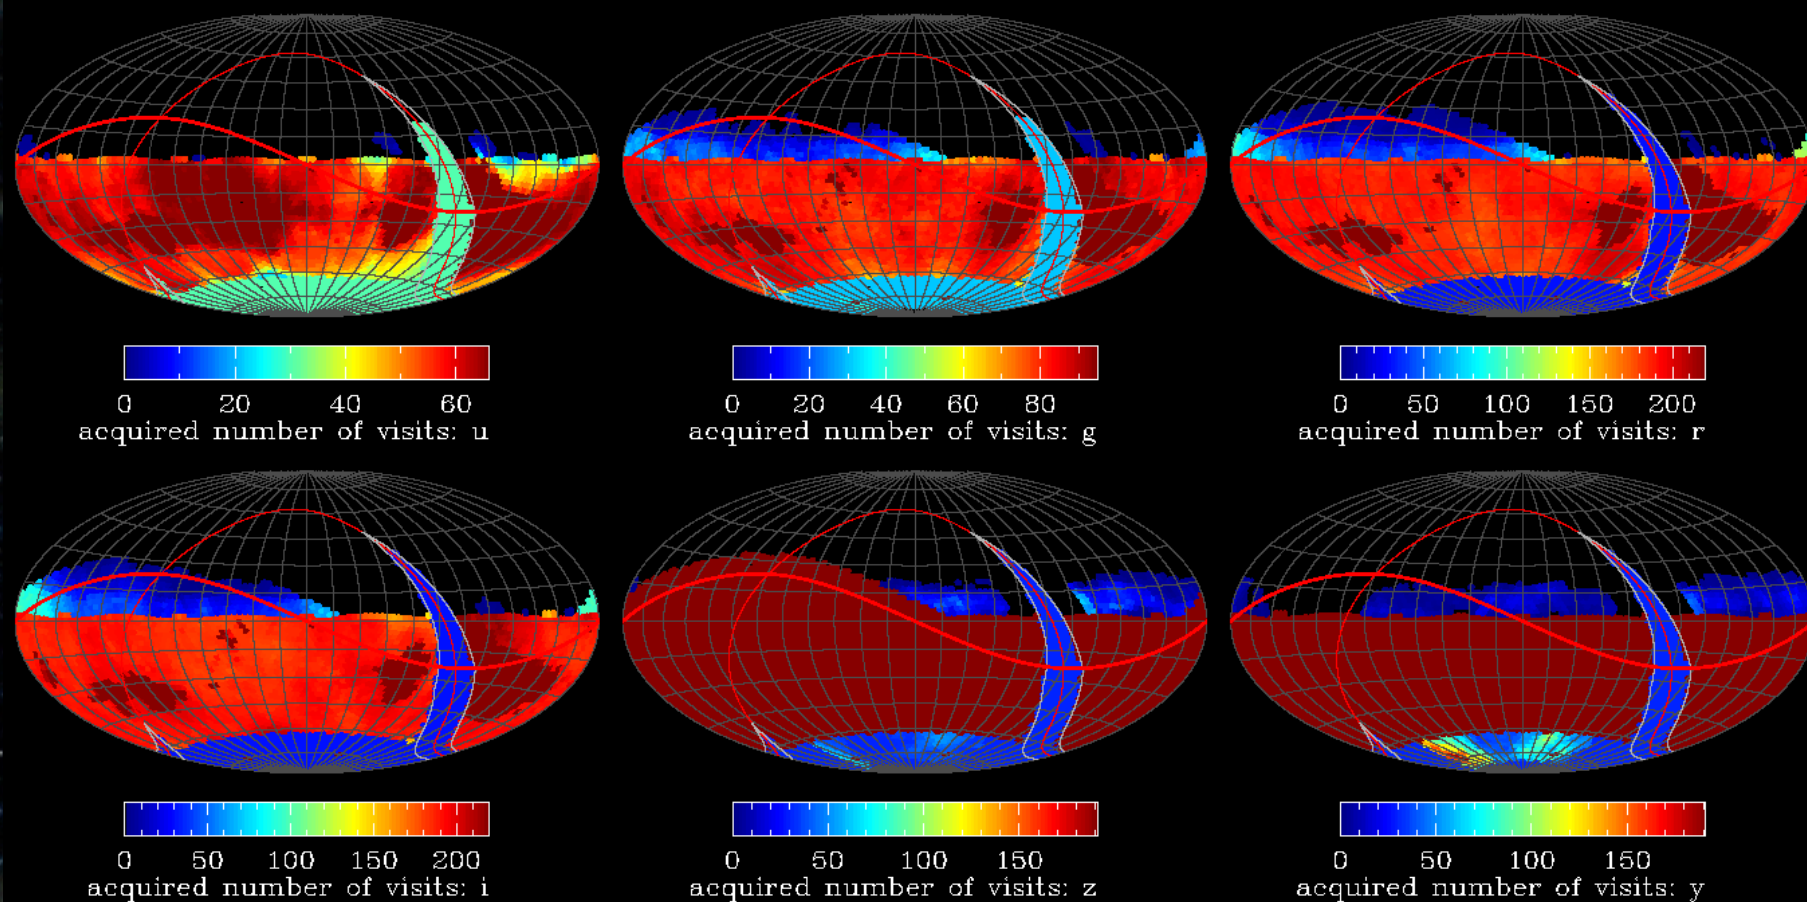 0 20 40 60
acquired number of visits: u
0 20 40 60 80
acquired number of visits: g
0 50 100 150 200
acquired number of visits: r
0 50 100 150 200
acquired number of visits: i
0 50 100 150
acquired number of visits: z
0 50 100 150
acquired number of visits: y